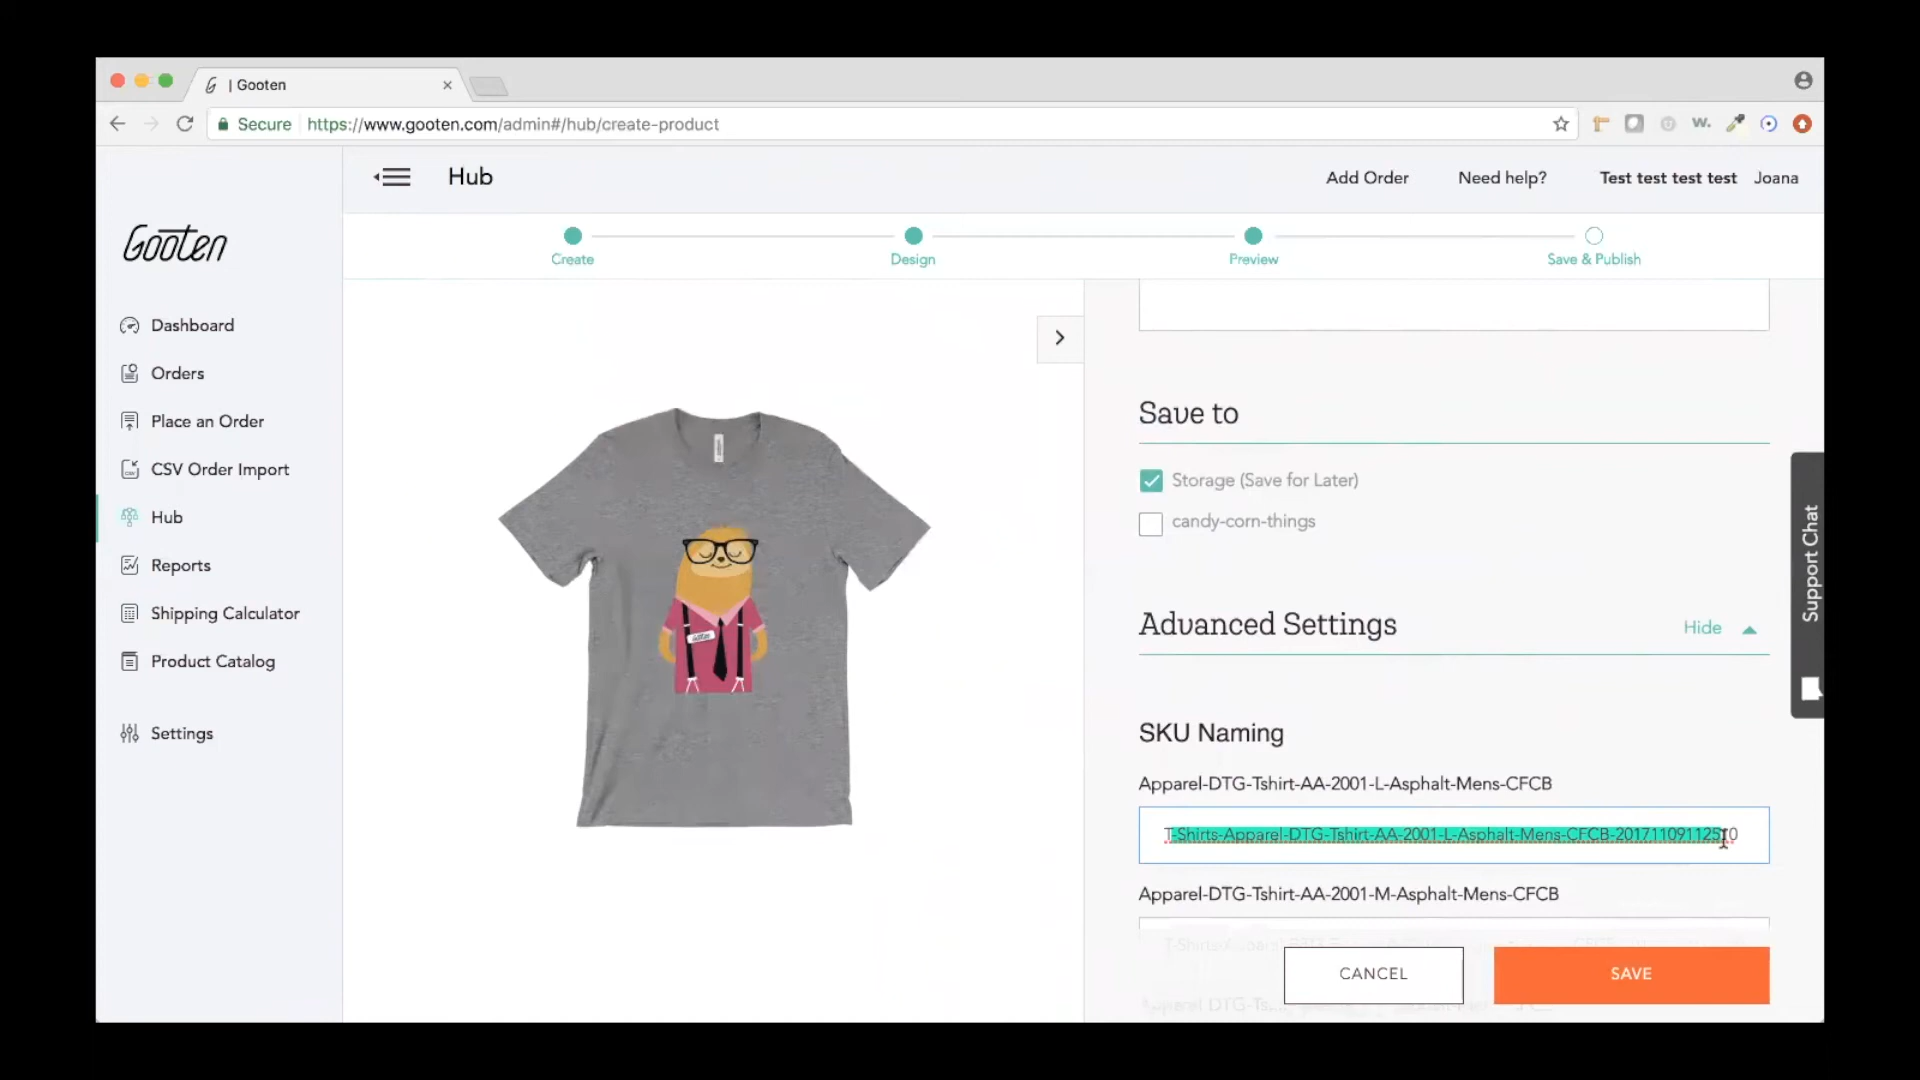 | Gooten
Secure https://www.gooten.com/admin#/hub/create-product
Hub
Add Order Need help? Test test test test Joana
Gooten
Create Design Preview Save & Publish
Dashboard
Orders
Place an Order
CSV Order Import
Hub
Reports
Shipping Calculator
Product Catalog
Settings
Save to
Storage (Save for Later)
candy-corn-things
Advanced Settings
Hide
SKU Naming
Apparel-DTG-Tshirt-AA-2001-L-Asphalt-Mens-CFCB
T-Shirts-Apparel-DTG-Tshirt-AA-2001-L-Asphalt-Mens-CFCB-20171109112510
Apparel-DTG-Tshirt-AA-2001-M-Asphalt-Mens-CFCB
CANCEL SAVE
Support Chat